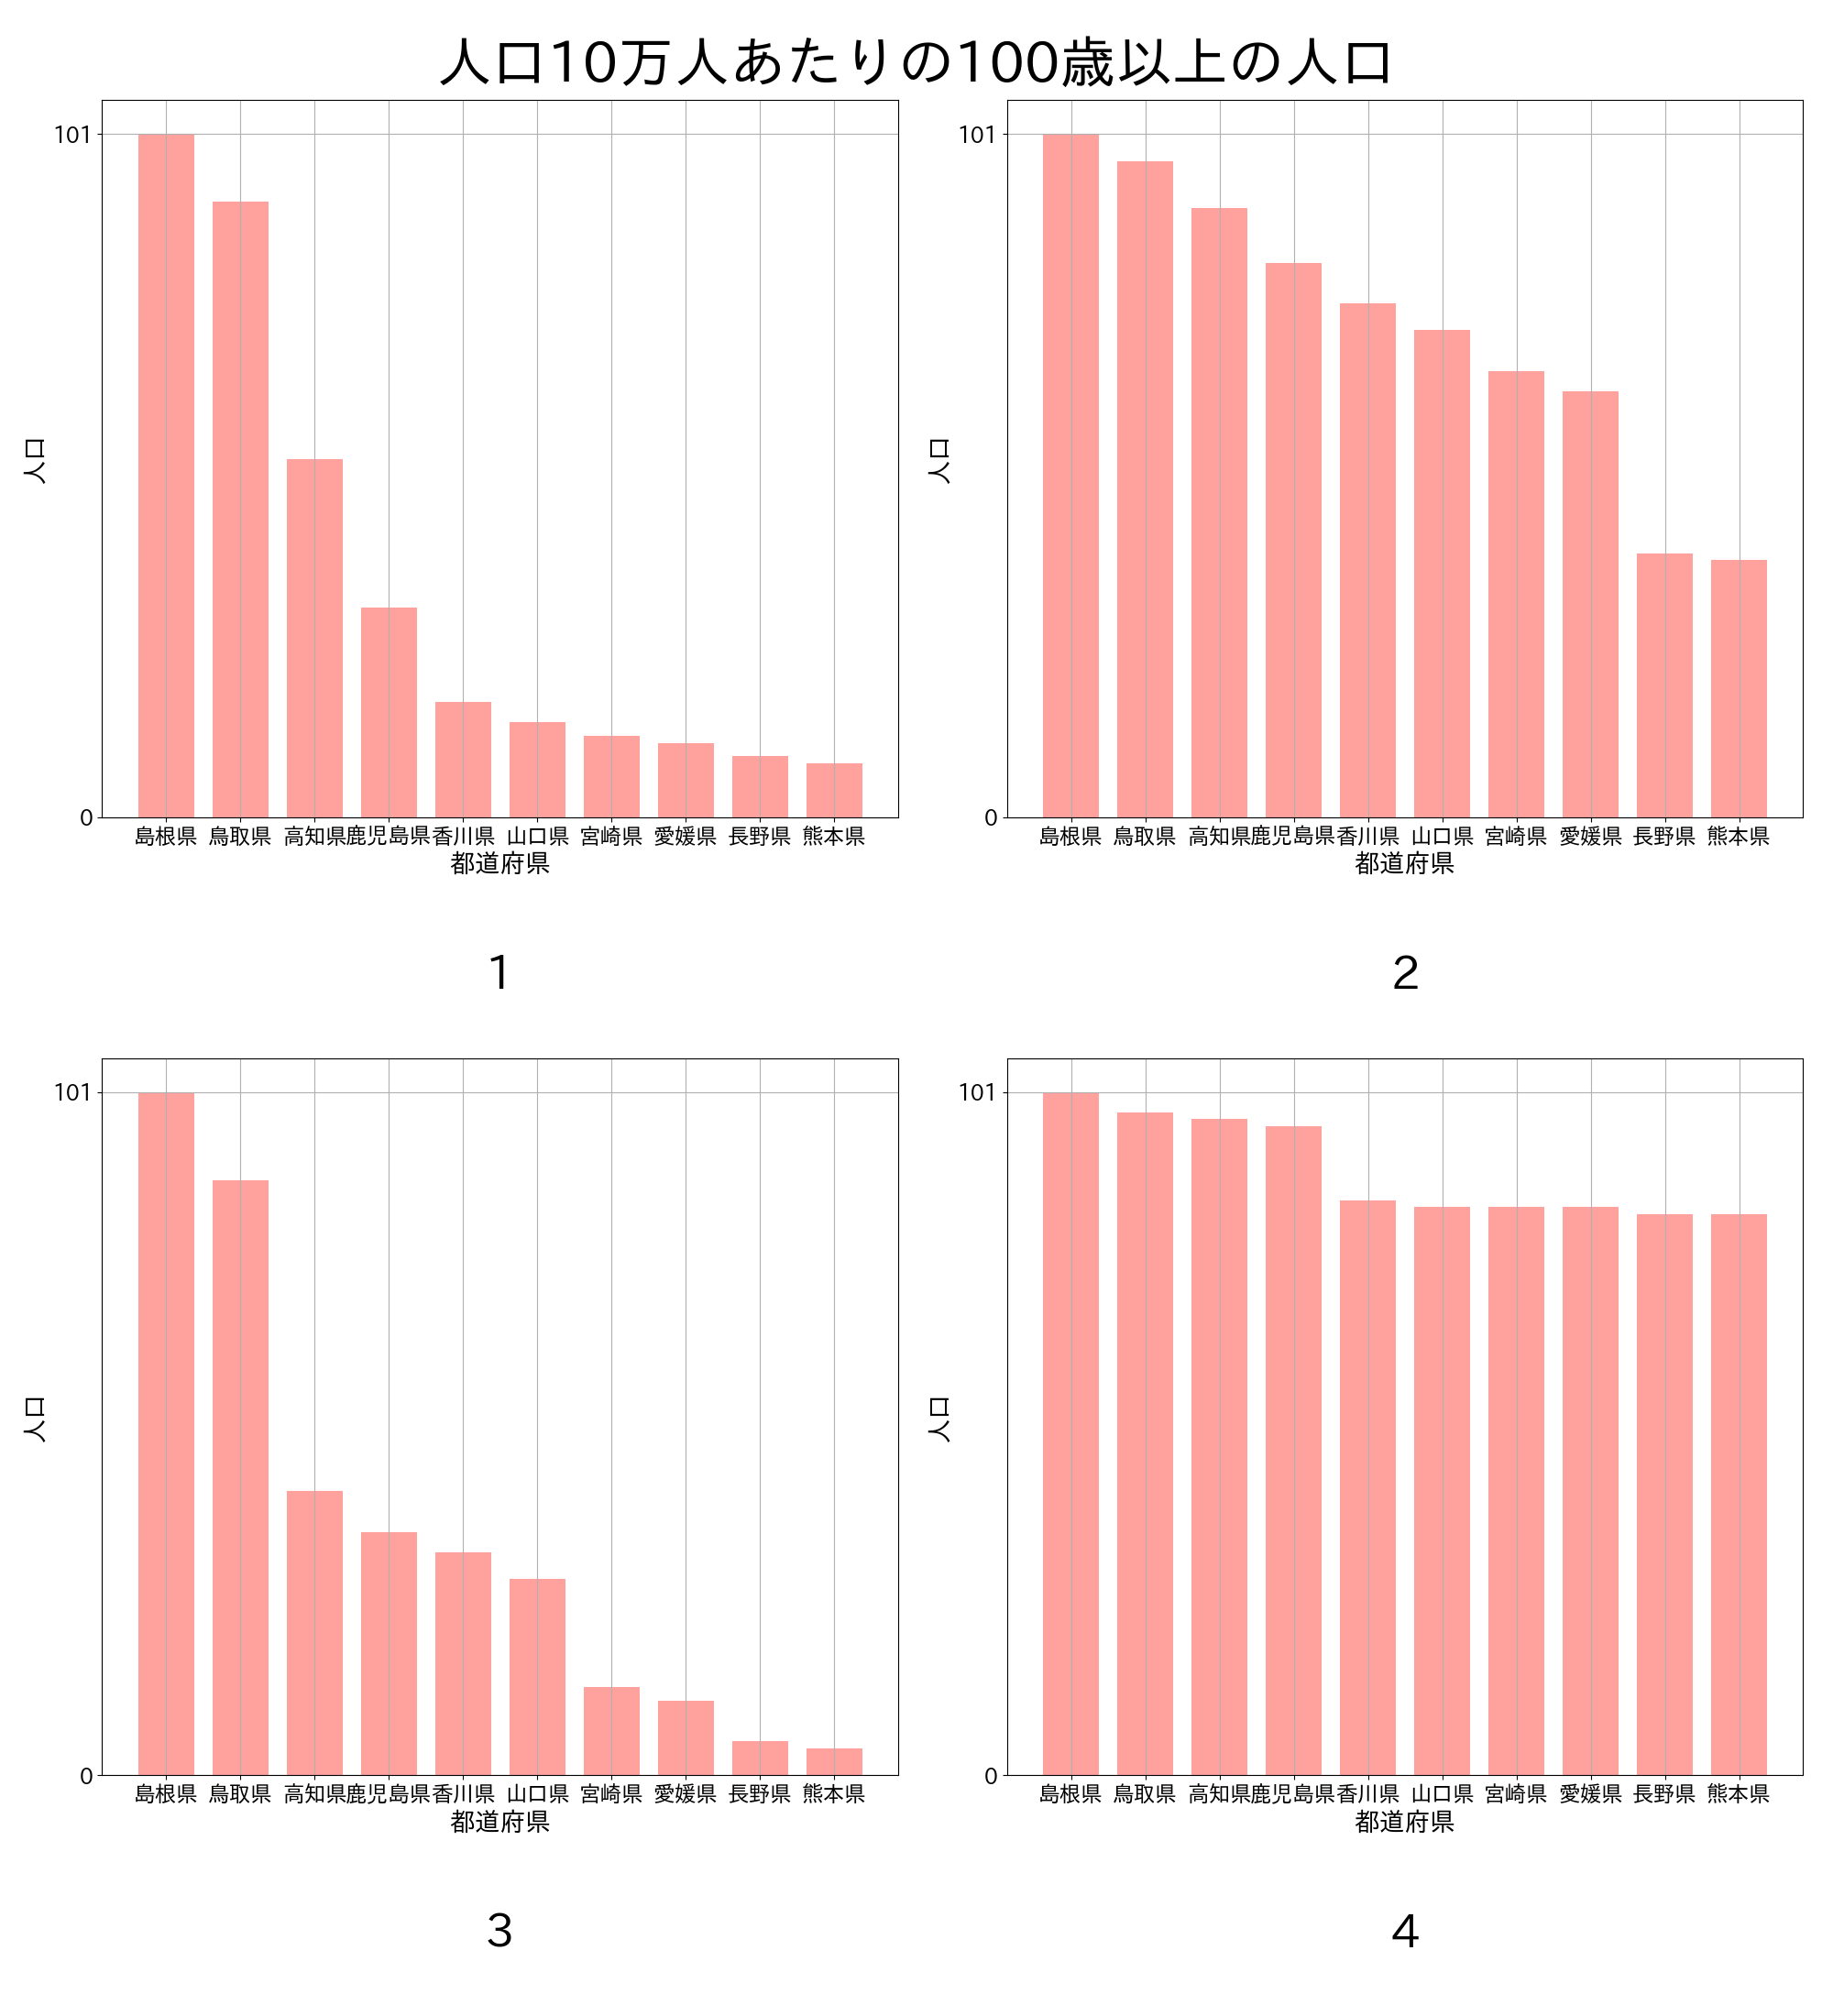 人口10万人あたりの100歳以上の人口
101
0
人口
島根県 鳥取県 高知県 鹿児島県 香川県 山口県 宮崎県 愛媛県 長野県 熊本県
都道府県
1
101
0
人口
島根県 鳥取県 高知県 鹿児島県 香川県 山口県 宮崎県 愛媛県 長野県 熊本県
都道府県
2
101
0
人口
島根県 鳥取県 高知県 鹿児島県 香川県 山口県 宮崎県 愛媛県 長野県 熊本県
都道府県
3
101
0
人口
島根県 鳥取県 高知県 鹿児島県 香川県 山口県 宮崎県 愛媛県 長野県 熊本県
都道府県
4